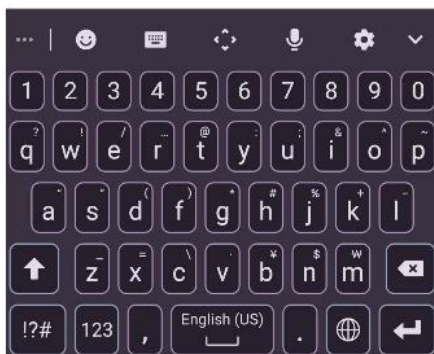 1 2 3 4 5 6 7 8 9 0
q ? w ! e / r … t @ y : u ; i & o ^ p ~
a s d ( f ) g * h # j % k + l -
z _ x = c \ v b ¥ n $ m ₩
!?# 123 , English (US) .